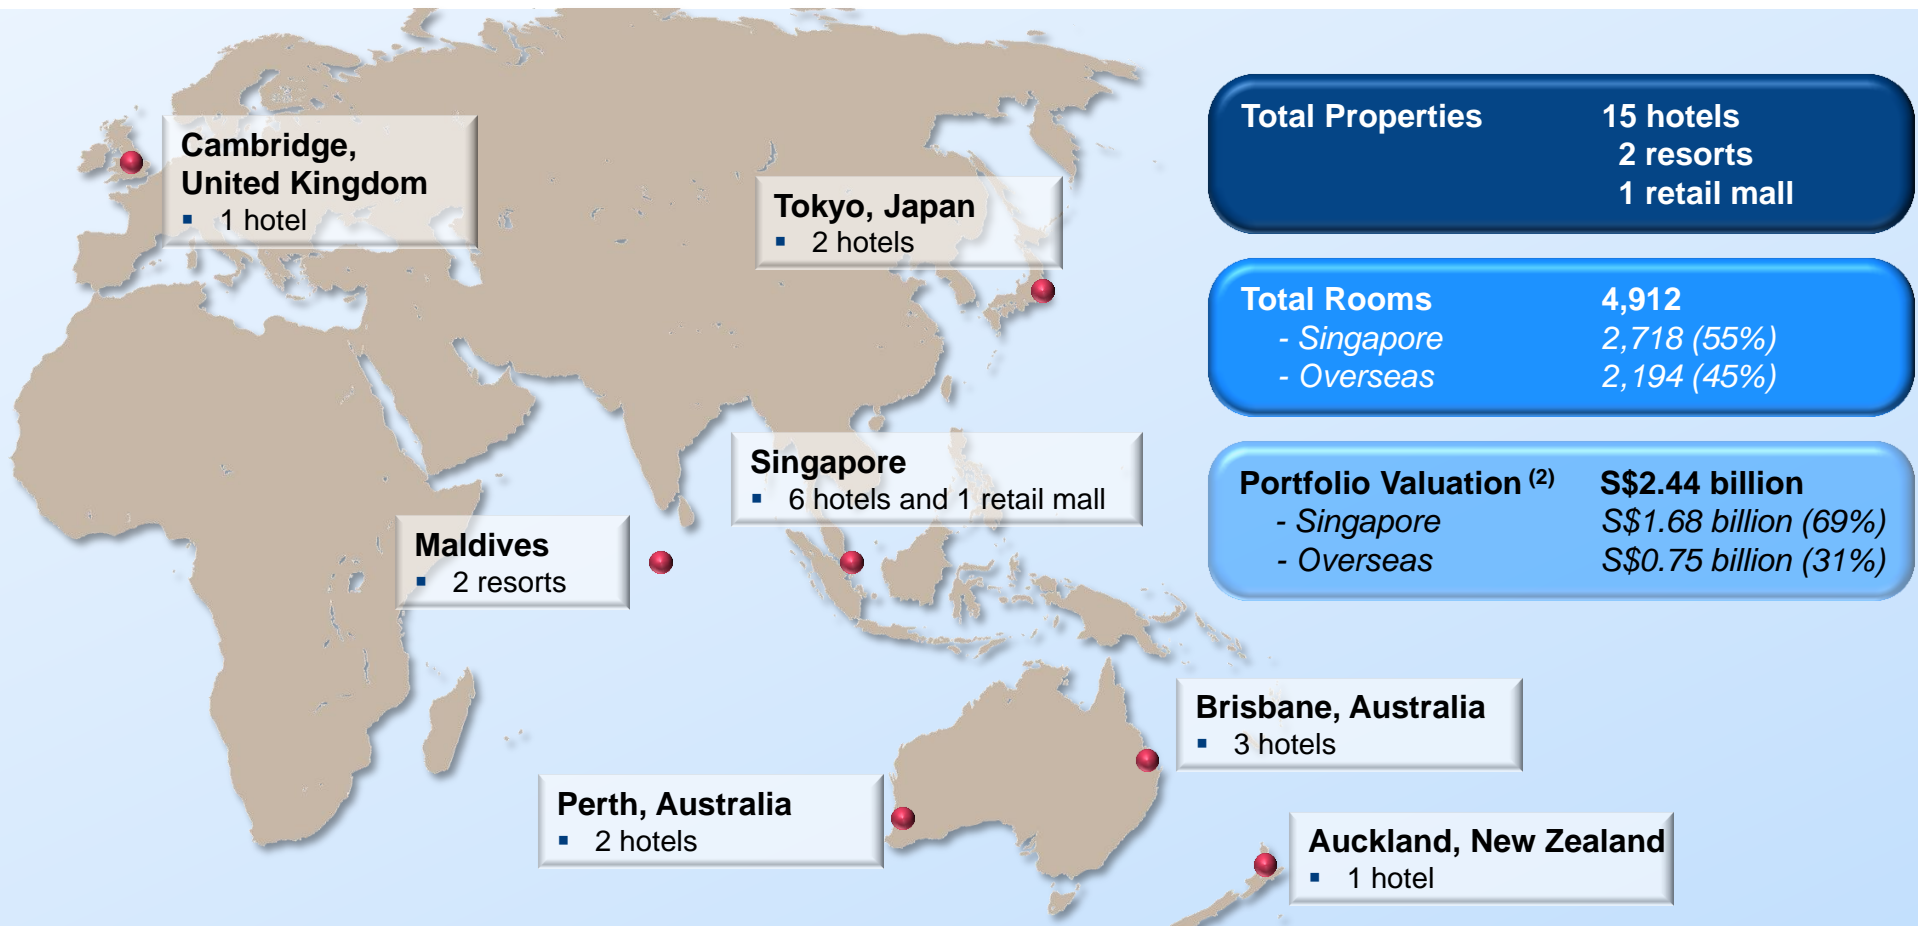 Cambridge,
United Kingdom
▪ 1 hotel
Tokyo, Japan
▪ 2 hotels
Singapore
▪ 6 hotels and 1 retail mall
Maldives
▪ 2 resorts
Brisbane, Australia
▪ 3 hotels
Perth, Australia
▪ 2 hotels
Auckland, New Zealand
▪ 1 hotel
Total Properties 15 hotels
2 resorts
1 retail mall
Total Rooms 4,912
- Singapore 2,718 (55%)
- Overseas 2,194 (45%)
Portfolio Valuation (2) S$2.44 billion
- Singapore S$1.68 billion (69%)
- Overseas S$0.75 billion (31%)